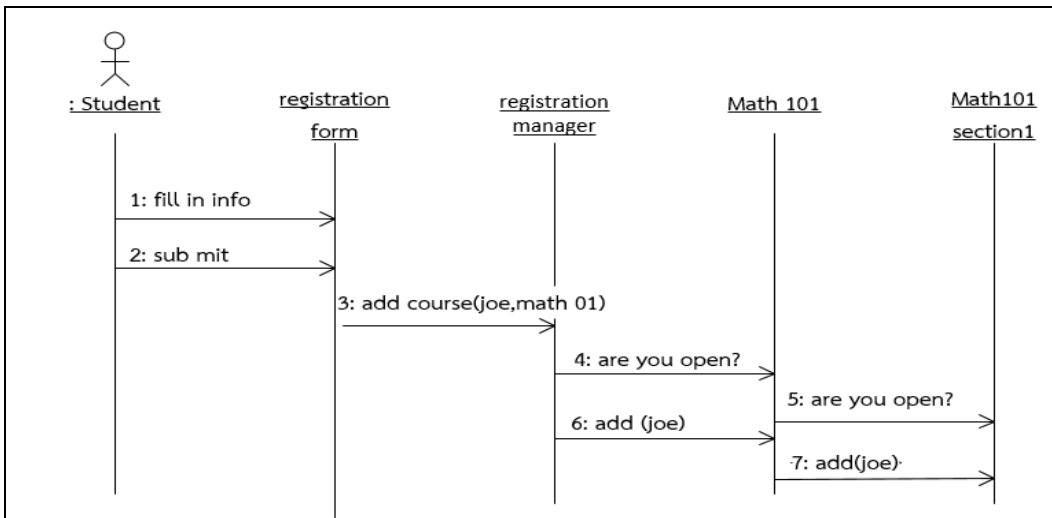 : Student
registration
form
registration
manager
Math 101
Math101
section1
1: fill in info
2: sub mit
3: add course(joe,math 01)
4: are you open?
5: are you open?
6: add (joe)
7: add(joe)